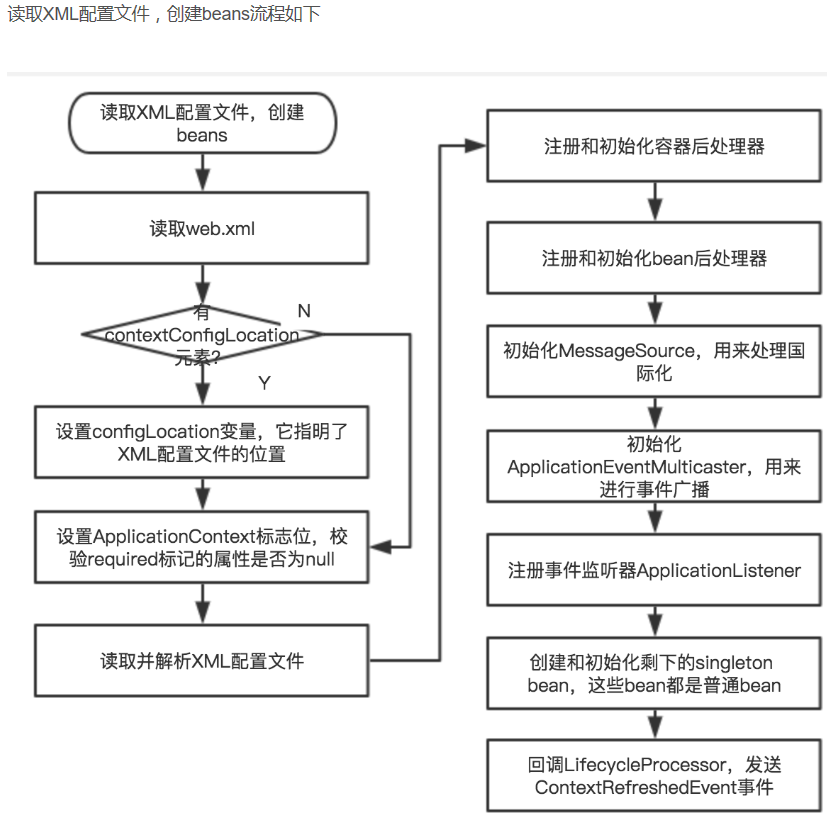 读取XML配置文件，创建beans流程如下
读取XML配置文件，创建
beans
读取web.xml
有
contextConfigLocation
元素?
N
Y
设置configLocation变量，它指明了
XML配置文件的位置
设置ApplicationContext标志位，校
验required标记的属性是否为null
读取并解析XML配置文件
注册和初始化容器后处理器
注册和初始化bean后处理器
初始化MessageSource，用来处理国
际化
初始化
ApplicationEventMulticaster，用来
进行事件广播
注册事件监听器ApplicationListener
创建和初始化剩下的singleton
bean，这些bean都是普通bean
回调LifecycleProcessor，发送
ContextRefreshedEvent事件